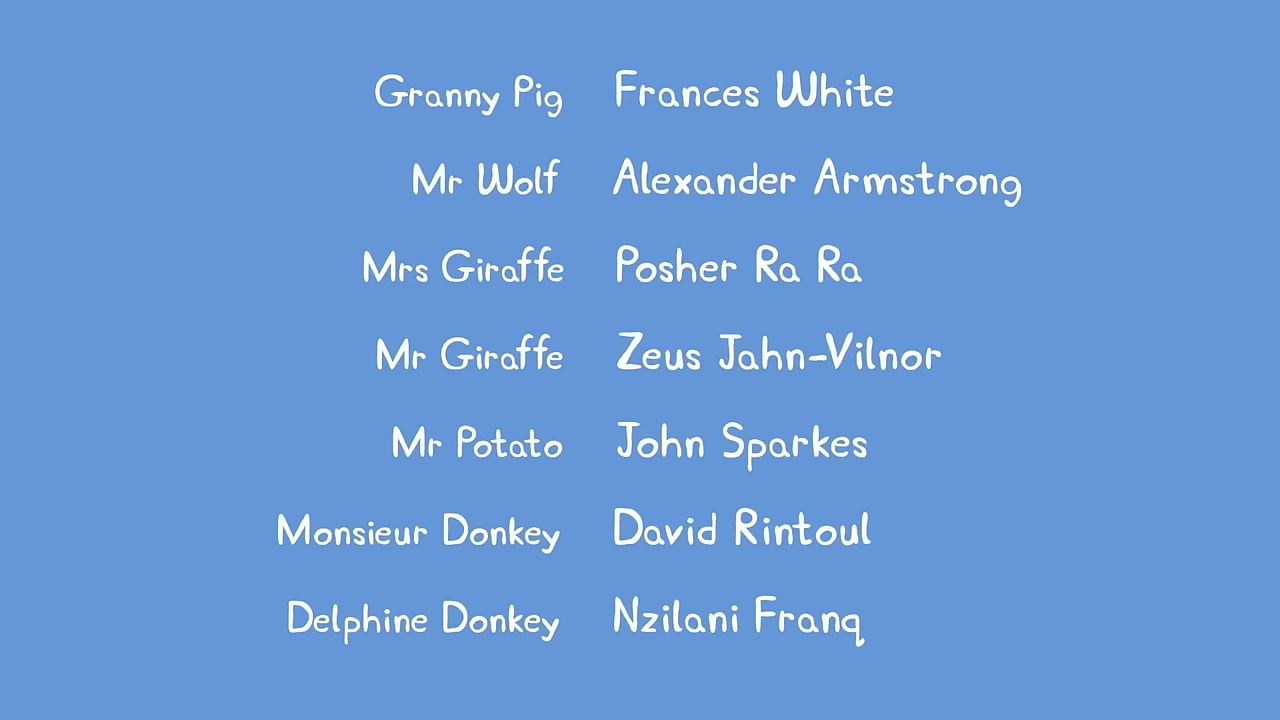 Granny Pig Frances White
Mr Wolf Alexander Armstrong
Mrs Giraffe Posher Ra Ra
Mr Giraffe Zeus Jahn-Vilnor
Mr Potato John Sparkes
Monsieur Donkey David Rintoul
Delphine Donkey Nzilani Franq